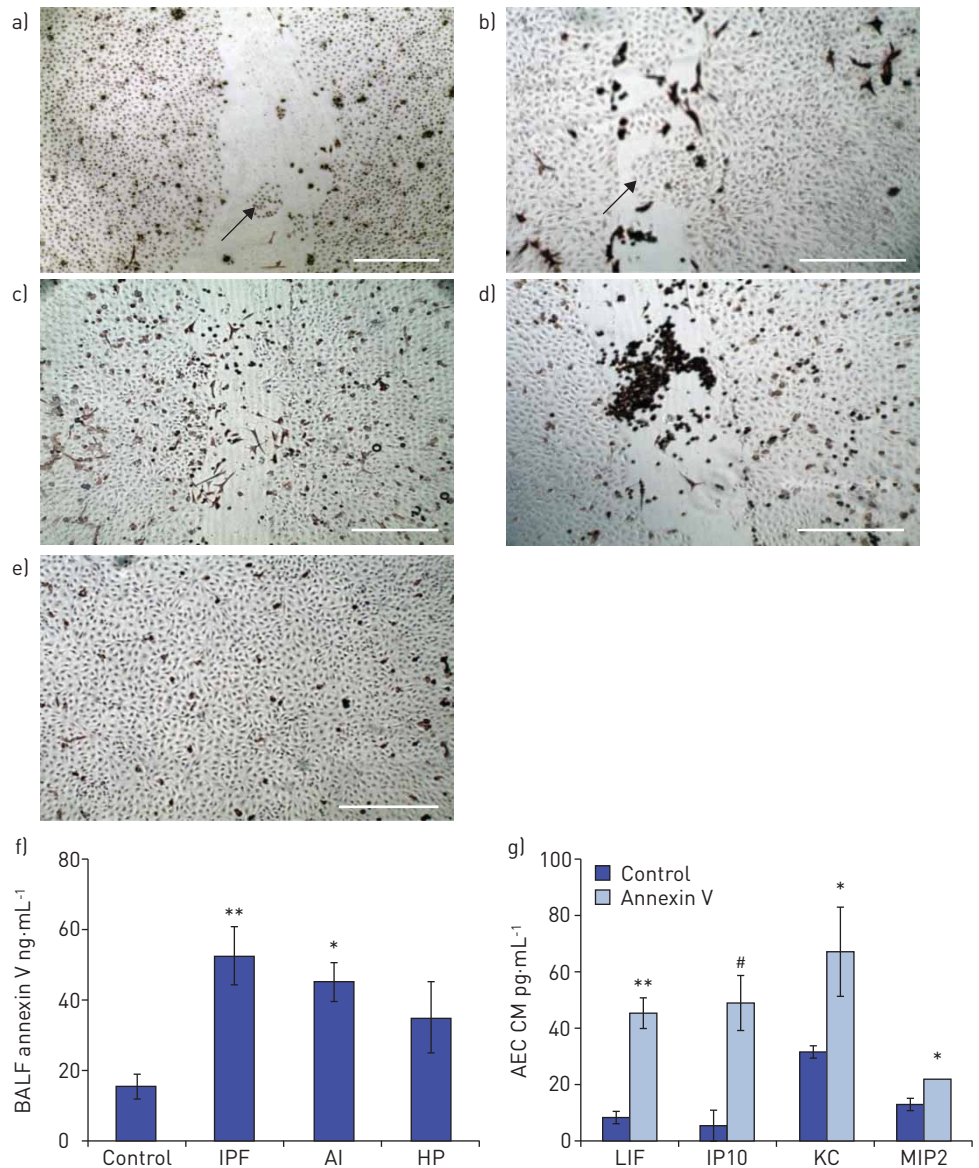 a)
b)
c)
d)
e)
f)
80
60
40
20
0
BALF annexin V ng·mL⁻¹
**
*
Control IPF AI HP
g)
100
80
60
40
20
0
AEC CM pg·mL⁻¹
Control
Annexin V
**
#
*
*
LIF IP10 KC MIP2